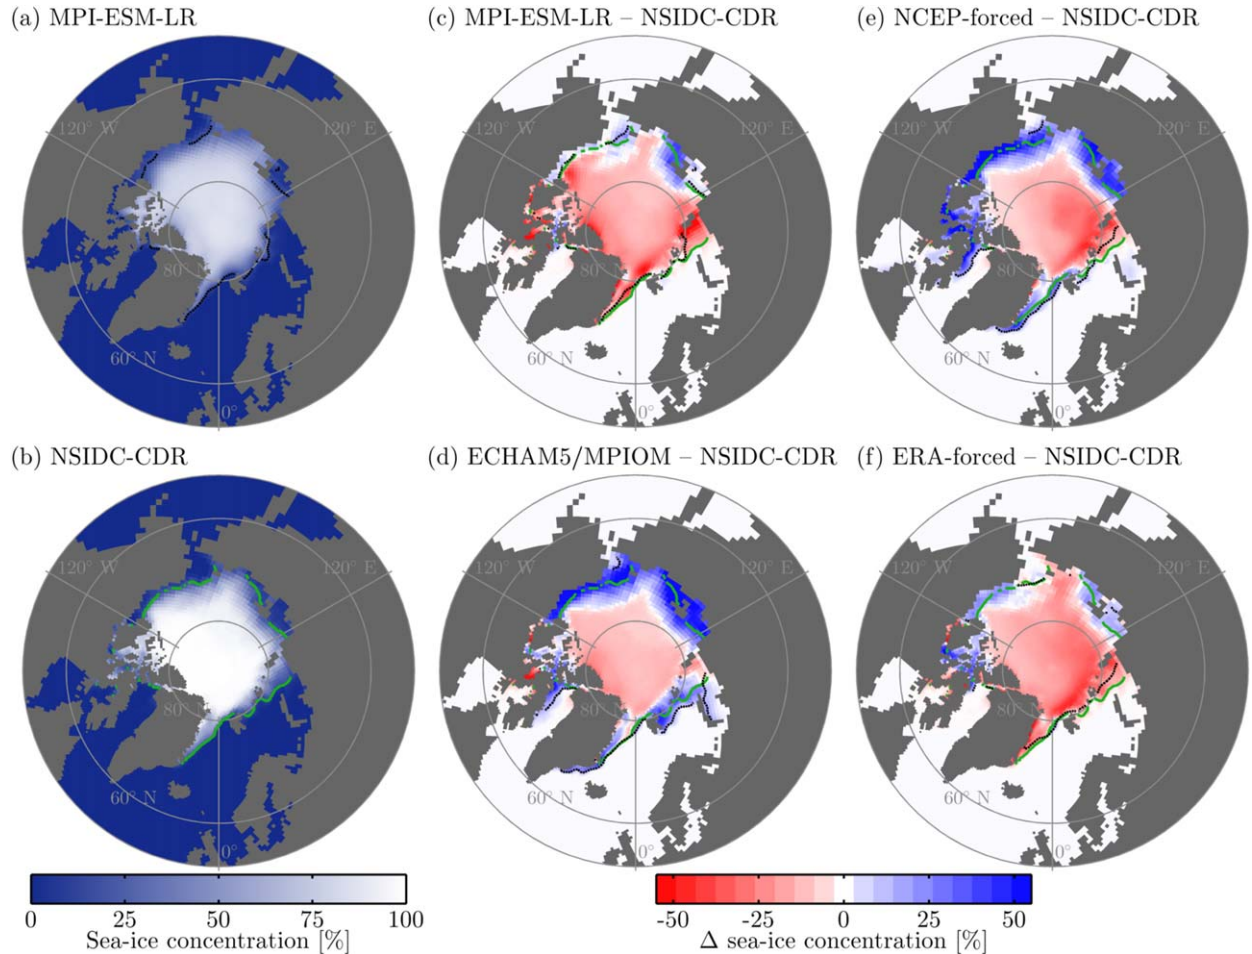 (a) MPI-ESM-LR
(c) MPI-ESM-LR – NSIDC-CDR
(e) NCEP-forced – NSIDC-CDR
120° W
120° E
80° N
60° N
0°
120° W
120° E
80° N
60° N
0°
120° W
120° E
80° N
60° N
0°
(b) NSIDC-CDR
(d) ECHAM5/MPIOM – NSIDC-CDR
(f) ERA-forced – NSIDC-CDR
120° W
120° E
80° N
60° N
0°
120° W
120° E
80° N
60° N
0°
120° W
120° E
80° N
60° N
0°
0 25 50 75 100
Sea-ice concentration [%]
-50 -25 0 25 50
Δ sea-ice concentration [%]